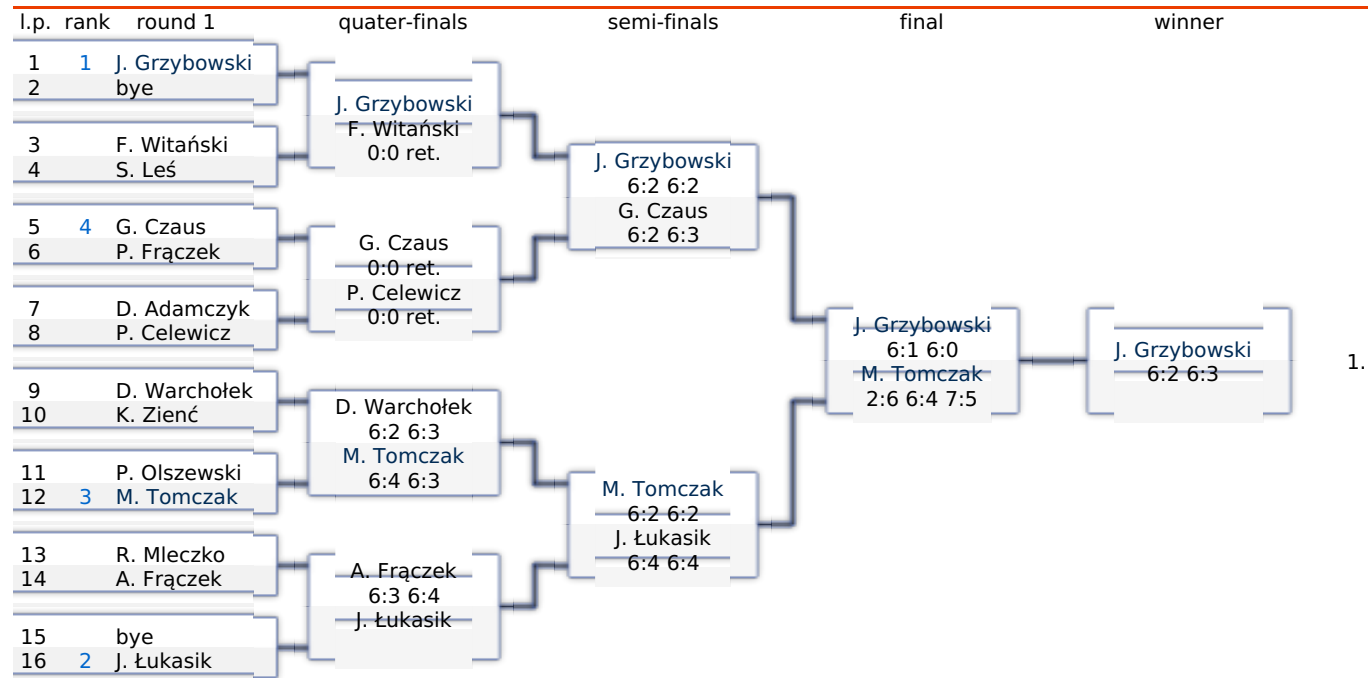 l.p. rank round 1 quater-finals semi-finals final winner
1 1 J. Grzybowski
2 bye
3 F. Witański
4 S. Leś
5 4 G. Czaus
6 P. Frączek
7 D. Adamczyk
8 P. Celewicz
9 D. Warchołek
10 K. Zienć
11 P. Olszewski
12 3 M. Tomczak
13 R. Mleczko
14 A. Frączek
15 bye
16 2 J. Łukasik
J. Grzybowski
F. Witański
0:0 ret.
G. Czaus
0:0 ret.
P. Celewicz
0:0 ret.
D. Warchołek
6:2 6:3
M. Tomczak
6:4 6:3
A. Frączek
6:3 6:4
J. Łukasik
J. Grzybowski
6:2 6:2
G. Czaus
6:2 6:3
M. Tomczak
6:2 6:2
J. Łukasik
6:4 6:4
J. Grzybowski
6:1 6:0
M. Tomczak
2:6 6:4 7:5
J. Grzybowski
6:2 6:3
1.